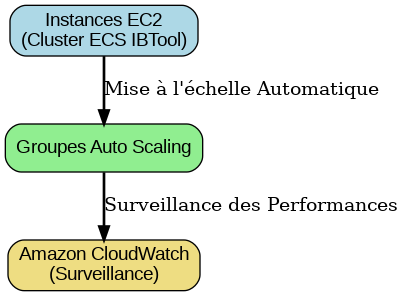 Instances EC2
(Cluster ECS IBTool)
Mise à l'échelle Automatique
Groupes Auto Scaling
Surveillance des Performances
Amazon CloudWatch
(Surveillance)